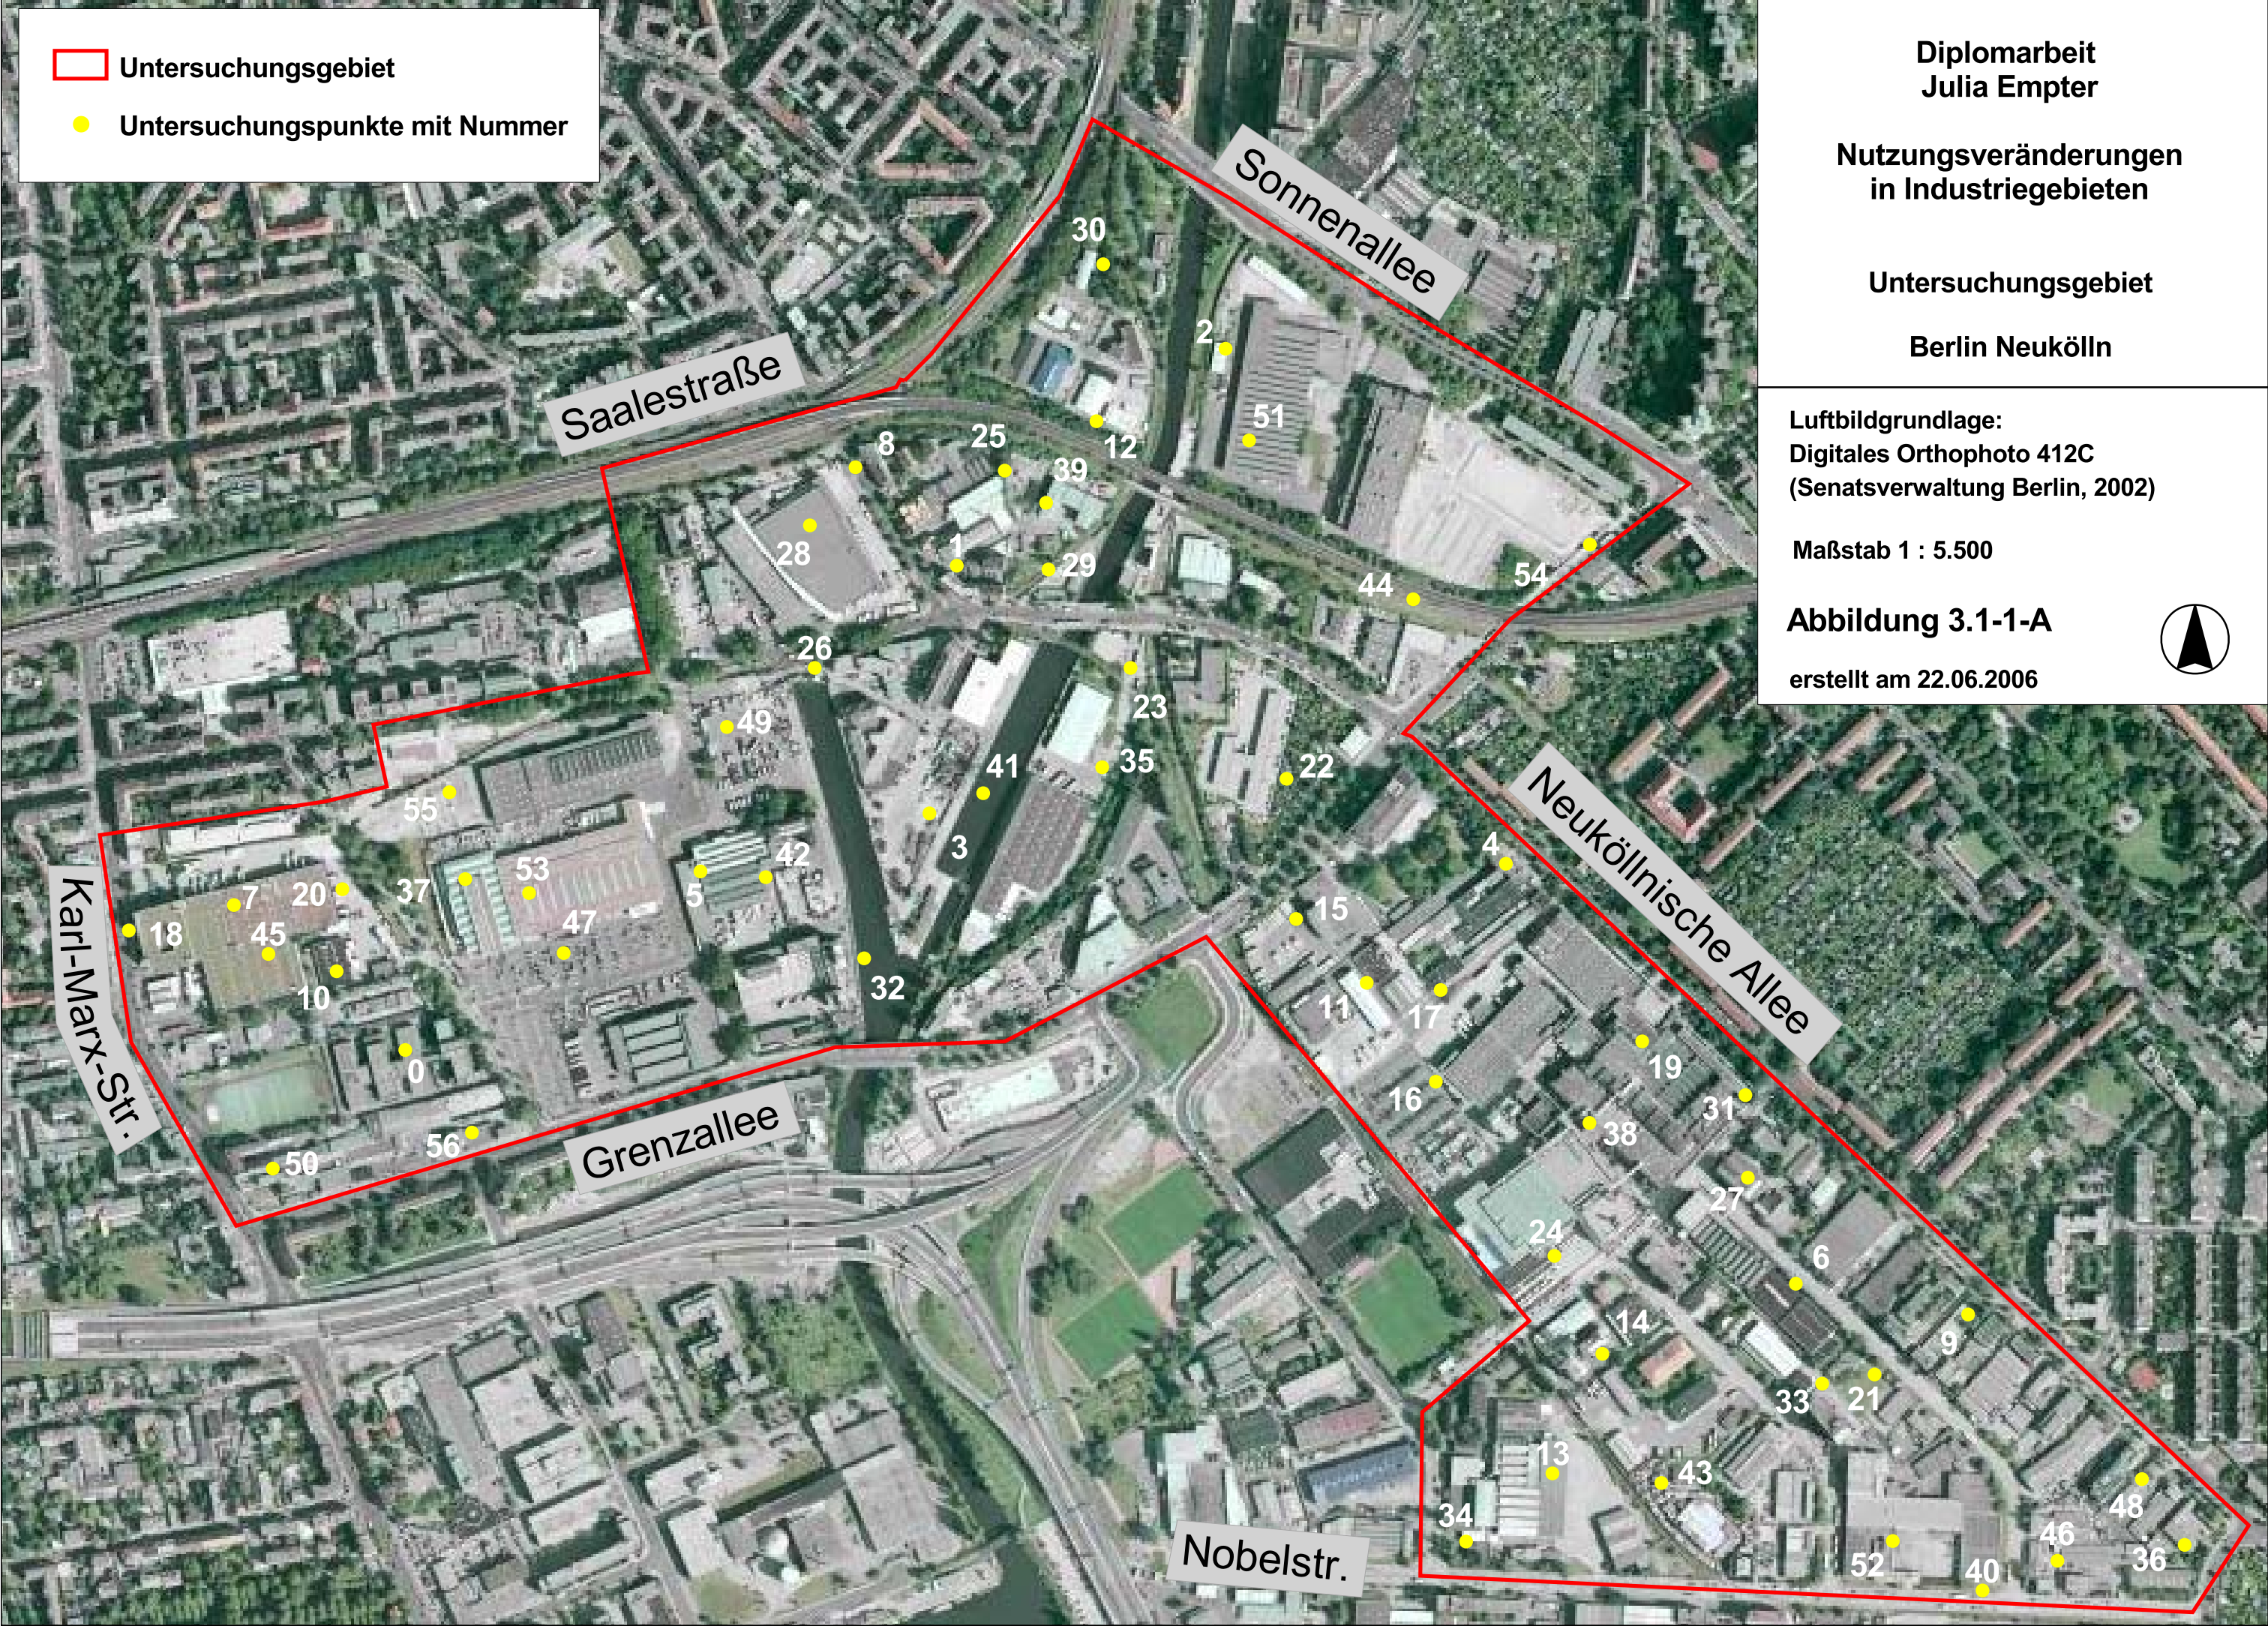 Untersuchungsgebiet
Untersuchungspunkte mit Nummer
Diplomarbeit
Julia Empter
Nutzungsveränderungen
in Industriegebieten
Untersuchungsgebiet
Berlin Neukölln
Luftbildgrundlage:
Digitales Orthophoto 412C
(Senatsverwaltung Berlin, 2002)
Maßstab 1 : 5.500
Abbildung 3.1-1-A
erstellt am 22.06.2006
Sonnenallee
30
2
Saalestraße
51
12
8
25
39
28
1
29
54
44
26
49
23
41
35
22
55
3
Neuköllnische Allee
4
37
53
5
42
7
20
18
45
47
15
10
32
Karl-Marx-Str.
11
17
0
19
16
31
38
56
50
Grenzallee
27
24
6
14
9
33
21
13
43
34
48
46
36
52
40
Nobelstr.